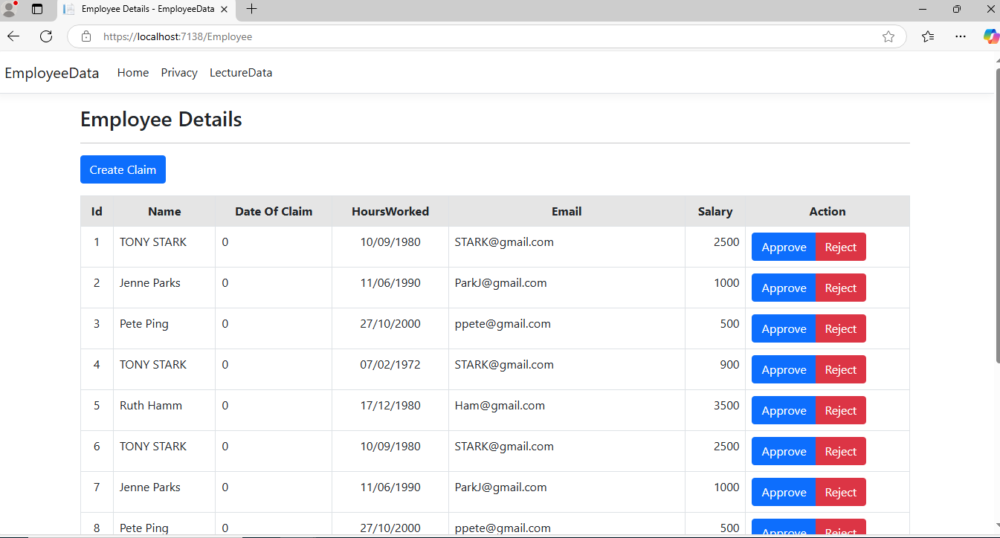 Employee Details - EmployeeData
https://localhost:7138/Employee
EmployeeData Home Privacy LectureData
Employee Details
Create Claim
Id Name Date Of Claim HoursWorked Email Salary Action
1 TONY STARK 0 10/09/1980 STARK@gmail.com 2500 Approve Reject
2 Jenne Parks 0 11/06/1990 ParkJ@gmail.com 1000 Approve Reject
3 Pete Ping 0 27/10/2000 ppete@gmail.com 500 Approve Reject
4 TONY STARK 0 07/02/1972 STARK@gmail.com 900 Approve Reject
5 Ruth Hamm 0 17/12/1980 Ham@gmail.com 3500 Approve Reject
6 TONY STARK 0 10/09/1980 STARK@gmail.com 2500 Approve Reject
7 Jenne Parks 0 11/06/1990 ParkJ@gmail.com 1000 Approve Reject
8 Pete Ping 0 27/10/2000 ppete@gmail.com 500 Approve Reject